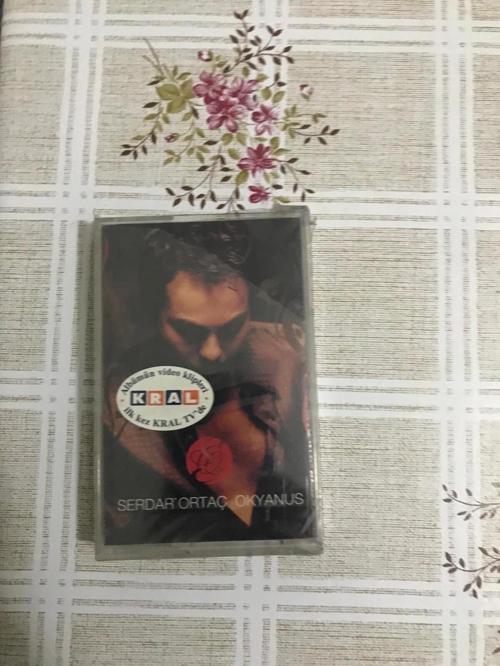 Albümün video klipleri
KRAL
ilk kez KRAL TV'de
SERDAR ORTAÇ OKYANUS